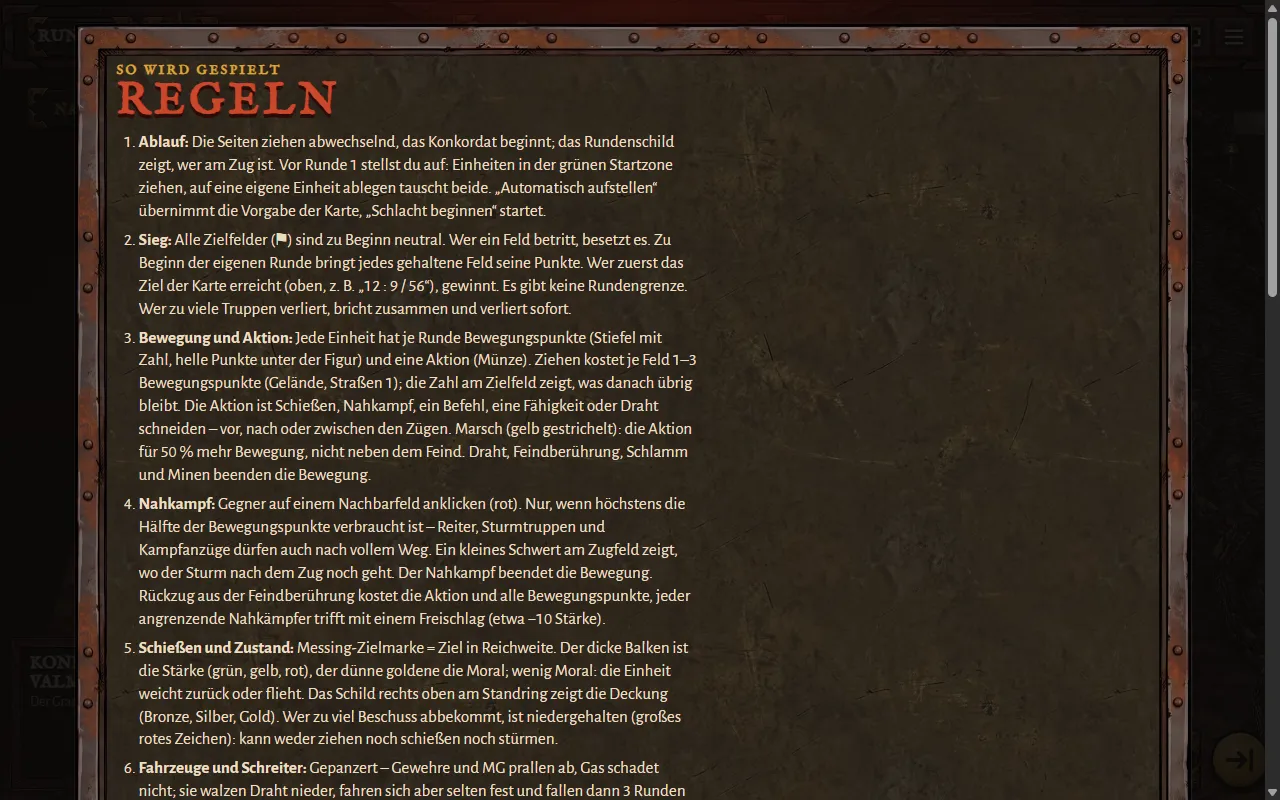 SO WIRD GESPIELT
REGELN
1. Ablauf: Die Seiten ziehen abwechselnd, das Konkordat beginnt; das Rundenschild
zeigt, wer am Zug ist. Vor Runde 1 stellst du auf: Einheiten in der grünen Startzone
ziehen, auf eine eigene Einheit ablegen tauscht beide. „Automatisch aufstellen“
übernimmt die Vorgabe der Karte, „Schlacht beginnen“ startet.
2. Sieg: Alle Zielfelder (⚑) sind zu Beginn neutral. Wer ein Feld betritt, besetzt es. Zu
Beginn der eigenen Runde bringt jedes gehaltene Feld seine Punkte. Wer zuerst das
Ziel der Karte erreicht (oben, z. B. „12 : 9 / 56“), gewinnt. Es gibt keine Rundengrenze.
Wer zu viele Truppen verliert, bricht zusammen und verliert sofort.
3. Bewegung und Aktion: Jede Einheit hat je Runde Bewegungspunkte (Stiefel mit
Zahl, helle Punkte unter der Figur) und eine Aktion (Münze). Ziehen kostet je Feld 1–3
Bewegungspunkte (Gelände, Straßen 1); die Zahl am Zielfeld zeigt, was danach übrig
bleibt. Die Aktion ist Schießen, Nahkampf, ein Befehl, eine Fähigkeit oder Draht
schneiden – vor, nach oder zwischen den Zügen. Marsch (gelb gestrichelt): die Aktion
für 50 % mehr Bewegung, nicht neben dem Feind. Draht, Feindberührung, Schlamm
und Minen beenden die Bewegung.
4. Nahkampf: Gegner auf einem Nachbarfeld anklicken (rot). Nur, wenn höchstens die
Hälfte der Bewegungspunkte verbraucht ist – Reiter, Sturmtruppen und
Kampfanzüge dürfen auch nach vollem Weg. Ein kleines Schwert am Zugfeld zeigt,
wo der Sturm nach dem Zug noch geht. Der Nahkampf beendet die Bewegung.
Rückzug aus der Feindberührung kostet die Aktion und alle Bewegungspunkte, jeder
angrenzende Nahkämpfer trifft mit einem Freischlag (etwa −10 Stärke).
5. Schießen und Zustand: Messing-Zielmarke = Ziel in Reichweite. Der dicke Balken ist
die Stärke (grün, gelb, rot), der dünne goldene die Moral; wenig Moral: die Einheit
weicht zurück oder flieht. Das Schild rechts oben am Standring zeigt die Deckung
(Bronze, Silber, Gold). Wer zu viel Beschuss abbekommt, ist niedergehalten (großes
rotes Zeichen): kann weder ziehen noch schießen noch stürmen.
6. Fahrzeuge und Schreiter: Gepanzert – Gewehre und MG prallen ab, Gas schadet
nicht; sie walzen Draht nieder, fahren sich aber selten fest und fallen dann 3 Runden